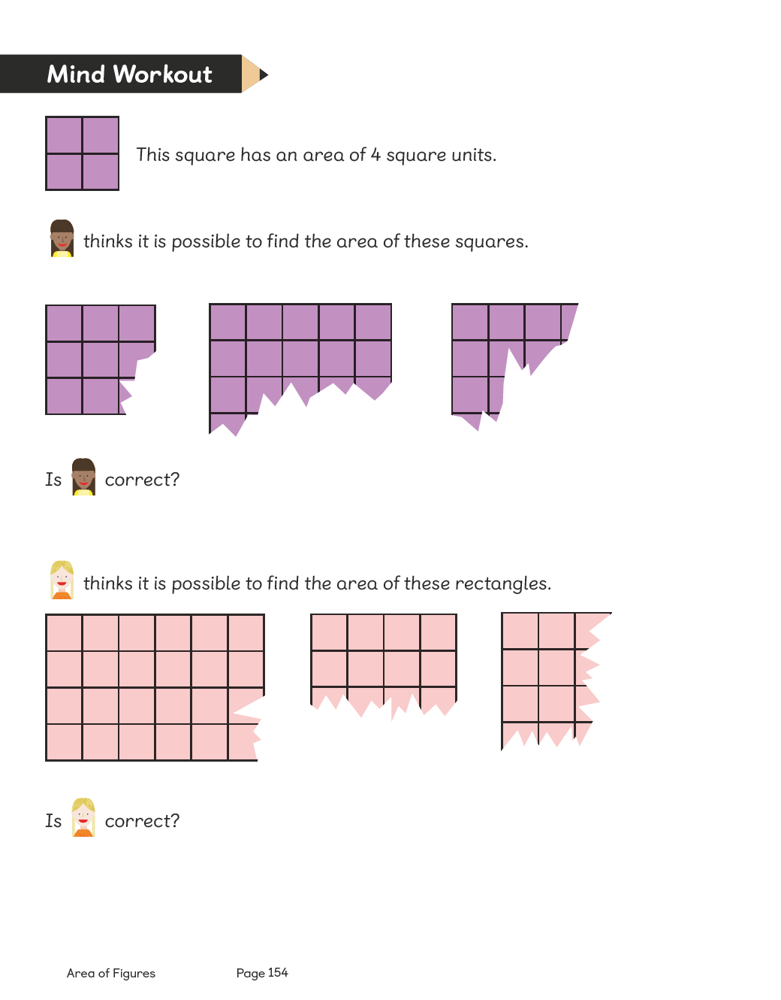 Mind Workout
This square has an area of 4 square units.
thinks it is possible to find the area of these squares.
Is correct?
thinks it is possible to find the area of these rectangles.
Is correct?
Area of Figures Page 154